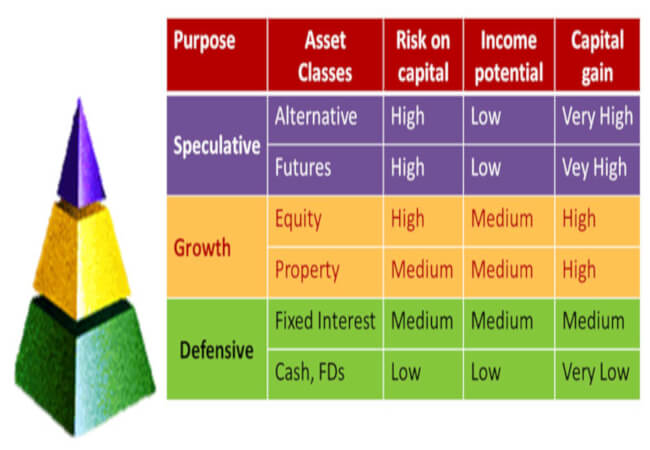 Purpose Asset Classes Risk on capital Income potential Capital gain
Speculative
Alternative High Low Very High
Futures High Low Vey High
Growth
Equity High Medium High
Property Medium Medium High
Defensive
Fixed Interest Medium Medium Medium
Cash, FDs Low Low Very Low